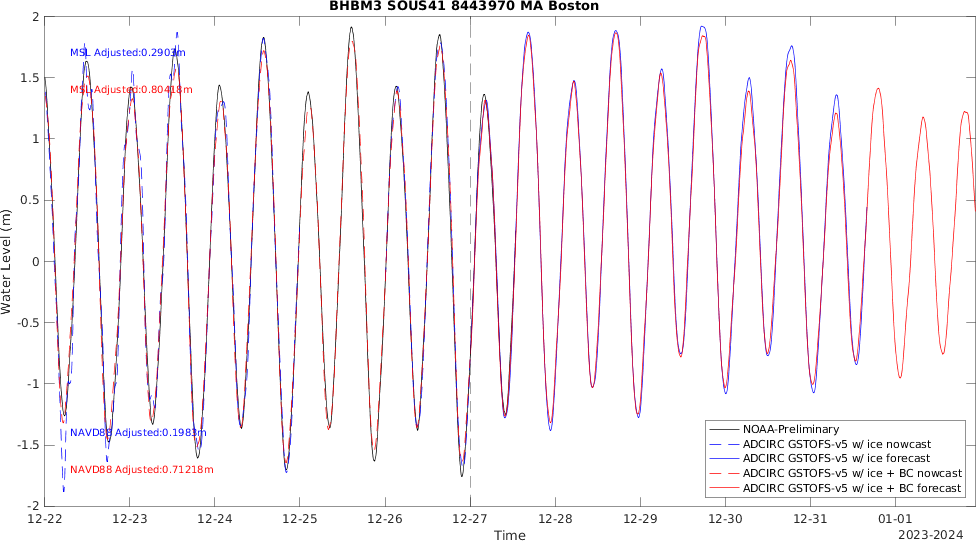 BHBM3 SOUS41 8443970 MA Boston
2
1.5
1
0.5
0
-0.5
-1
-1.5
-2
Water Level (m)
MSL Adjusted:0.2903m
MSL Adjusted:0.80418m
NAVD88 Adjusted:0.1983m
NAVD88 Adjusted:0.71218m
NOAA-Preliminary
ADCIRC GSTOFS-v5 w/ ice nowcast
ADCIRC GSTOFS-v5 w/ ice forecast
ADCIRC GSTOFS-v5 w/ ice + BC nowcast
ADCIRC GSTOFS-v5 w/ ice + BC forecast
12-22 12-23 12-24 12-25 12-26 12-27 12-28 12-29 12-30 12-31 01-01
Time
2023-2024